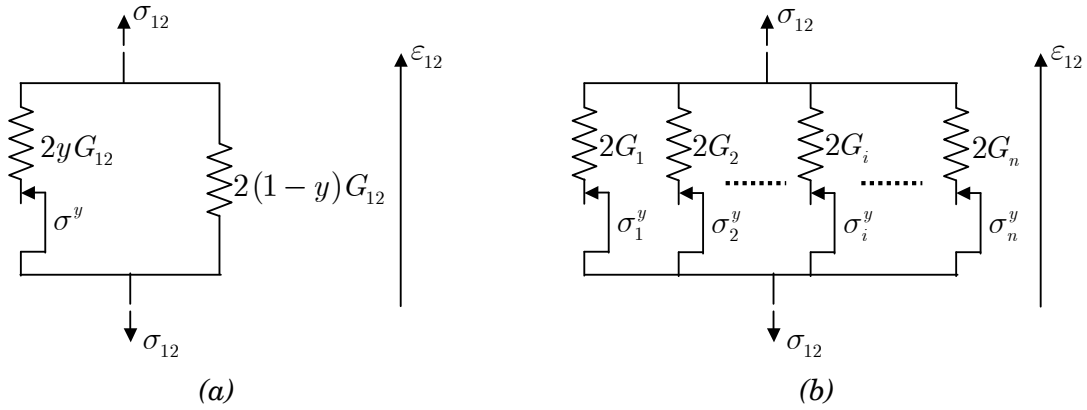 σ₁₂
ε₁₂
2yG₁₂
2(1 − y)G₁₂
σʸ
σ₁₂
(a)
σ₁₂
ε₁₂
2G₁ 2G₂ 2Gᵢ 2Gₙ
σ₁ʸ σ₂ʸ σᵢʸ σₙʸ
σ₁₂
(b)